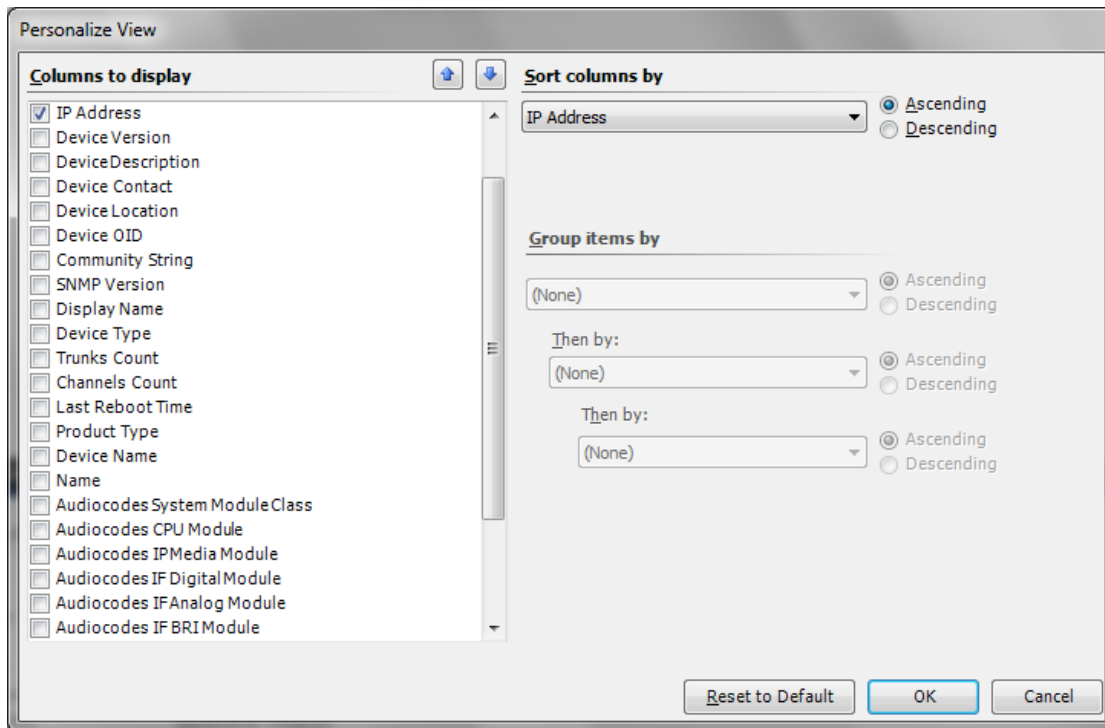 Personalize View
Columns to display
IP Address
Device Version
Device Description
Device Contact
Device Location
Device OID
Community String
SNMP Version
Display Name
Device Type
Trunks Count
Channels Count
Last Reboot Time
Product Type
Device Name
Name
Audiocodes System Module Class
Audiocodes CPU Module
Audiocodes IPMedia Module
Audiocodes IF Digital Module
Audiocodes IF Analog Module
Audiocodes IF BRI Module
Sort columns by
IP Address
Ascending
Descending
Group items by
(None)
Ascending
Descending
Then by:
(None)
Ascending
Descending
Then by:
(None)
Ascending
Descending
Reset to Default
OK
Cancel